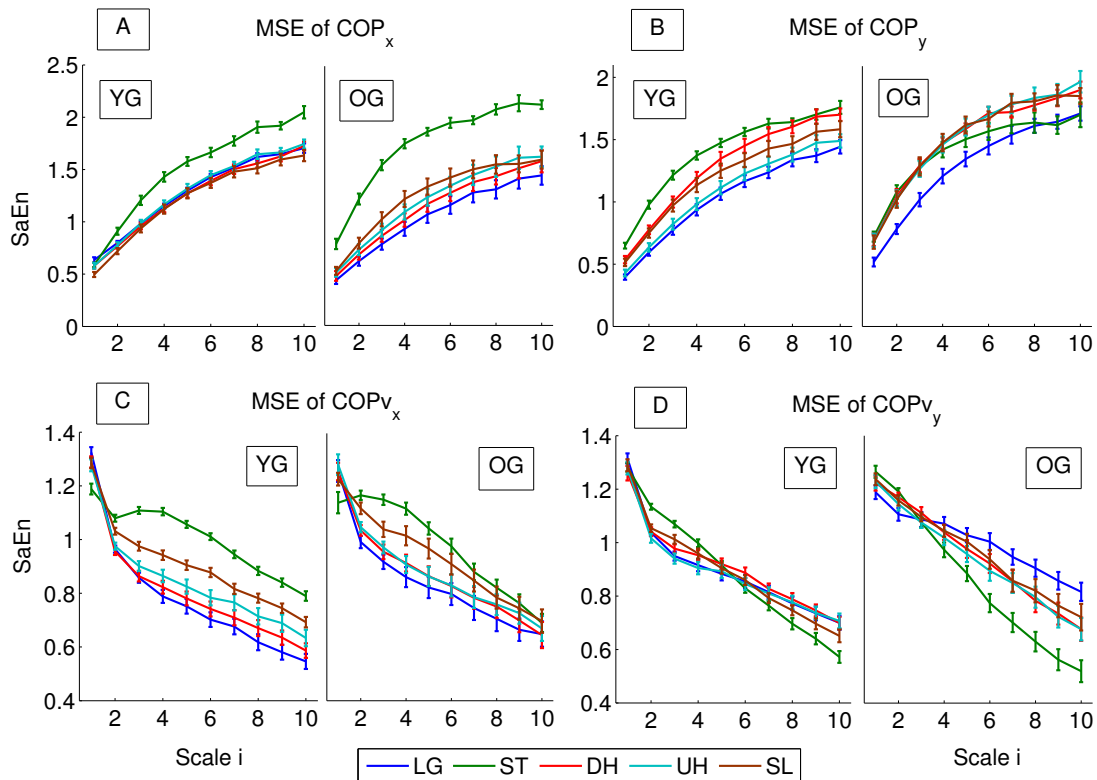 A
MSE of COPx
B
MSE of COPy
2.5
2
1.5
1
0.5
0
SaEn
YG
OG
2
1.5
1
0.5
0
YG
OG
2 4 6 8 10
2 4 6 8 10
2 4 6 8 10
2 4 6 8 10
C
MSE of COPvx
D
MSE of COPvy
1.4
1.2
1
0.8
0.6
0.4
SaEn
YG
OG
1.4
1.2
1
0.8
0.6
0.4
YG
OG
2 4 6 8 10
2 4 6 8 10
2 4 6 8 10
2 4 6 8 10
Scale i
Scale i
LG ST DH UH SL